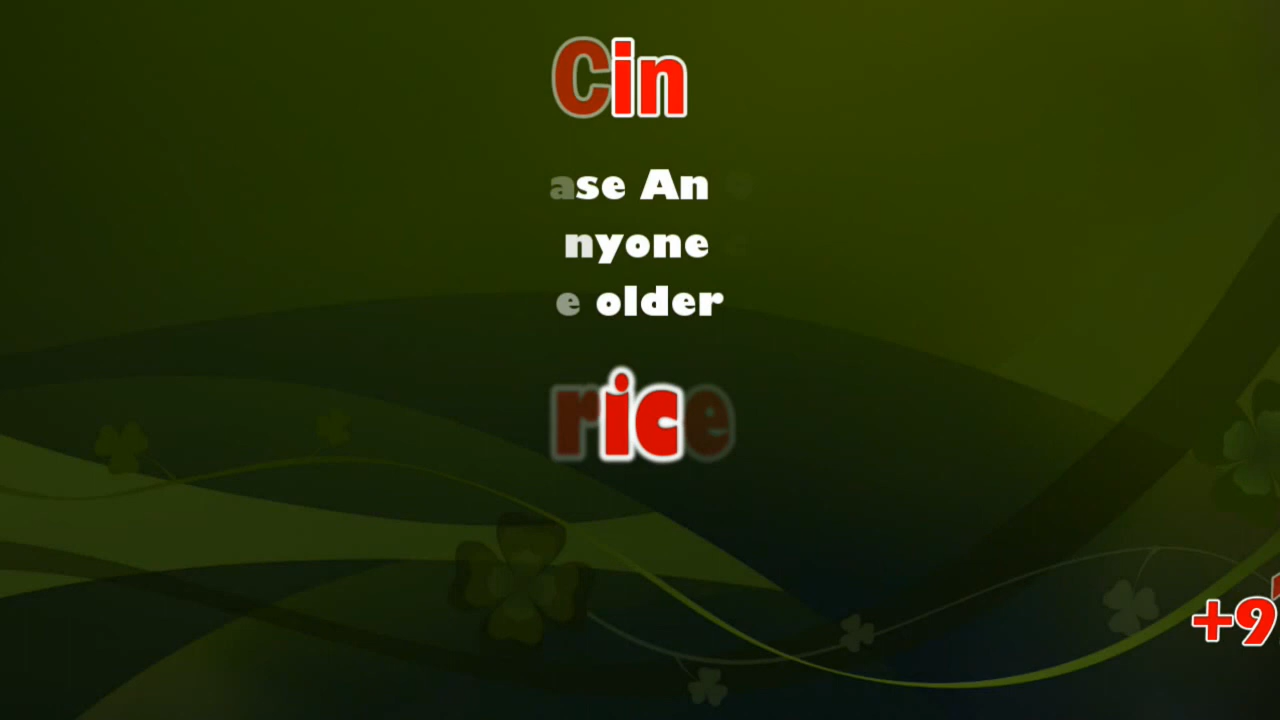 Cin
ase An
nyone
e older
rice
+9